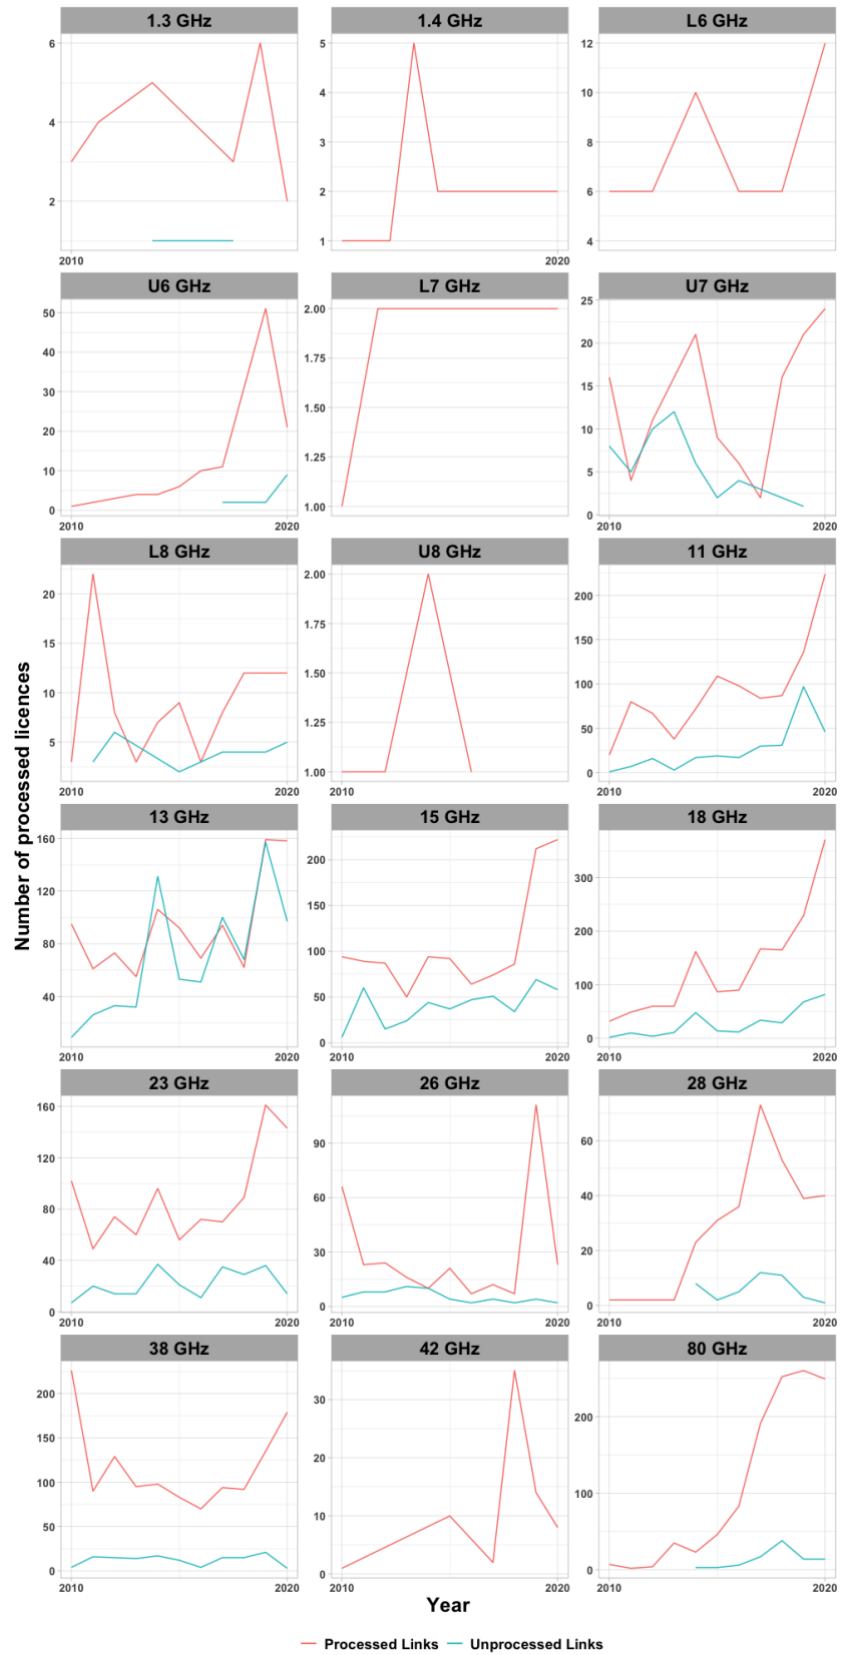 1.3 GHz 1.4 GHz L6 GHz
6 5 12
4 4 10
2 3 8
2 6
1 4
2010 2020
U6 GHz L7 GHz U7 GHz
50 2.00 25
40 1.75 20
30 1.50 15
20 1.25 10
10 1.00 5
0 0
2010 2020 2010 2020
L8 GHz U8 GHz 11 GHz
20 2.00 200
15 1.75 150
10 1.50 100
5 1.25 50
1.00 0
2010 2020 2010 2010 2020
Number of processed licences
13 GHz 15 GHz 18 GHz
160 200 300
120 150 200
80 100 100
40 50 0
0
2010 2020 2010 2020 2010 2020
23 GHz 26 GHz 28 GHz
160 90 60
120 60 40
80 30 20
40 0 0
0
2010 2020 2010 2020 2010 2020
38 GHz 42 GHz 80 GHz
200 30 200
150 20 100
100 10 0
50 0
0
2010 2020 2010 2020 2010 2020
Year
Processed Links Unprocessed Links